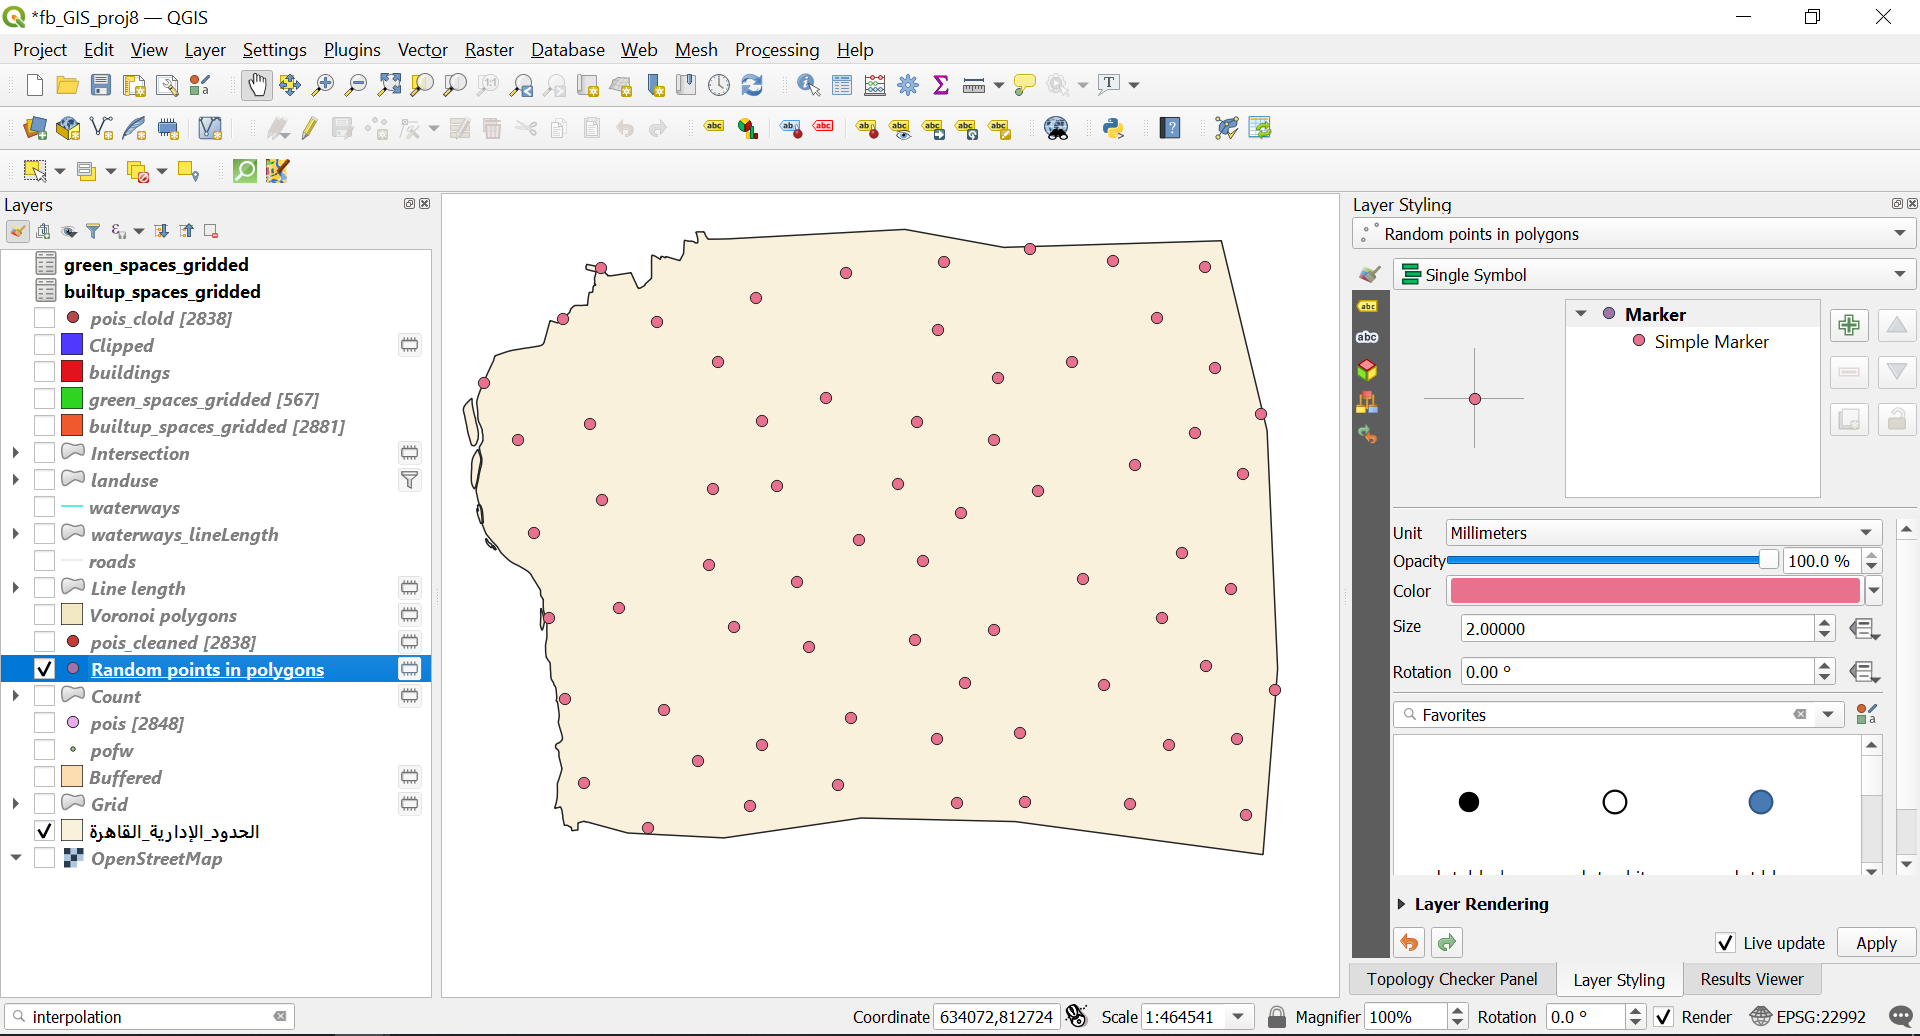 *fb_GIS_proj8 — QGIS
Project Edit View Layer Settings Plugins Vector Raster Database Web Mesh Processing Help
Layers
green_spaces_gridded
builtup_spaces_gridded
pois_clold [2838]
Clipped
buildings
green_spaces_gridded [567]
builtup_spaces_gridded [2881]
Intersection
landuse
waterways
waterways_lineLength
roads
Line length
Voronoi polygons
pois_cleaned [2838]
Random points in polygons
Count
pois [2848]
pofw
Buffered
Grid
الحدود_الإدارية_القاهرة
OpenStreetMap
Layer Styling
Random points in polygons
Single Symbol
Marker
Simple Marker
Unit Millimeters
Opacity 100.0 %
Color
Size 2.00000
Rotation 0.00 °
Favorites
Layer Rendering
Live update Apply
Topology Checker Panel Layer Styling Results Viewer
interpolation
Coordinate 634072,812724 Scale 1:464541 Magnifier 100% Rotation 0.0 ° Render EPSG:22992